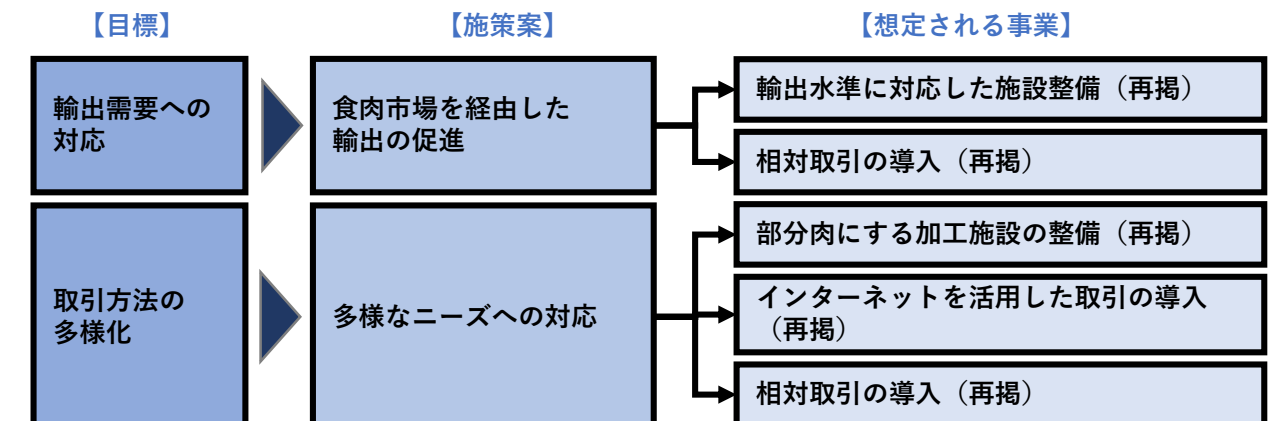 【目標】
【施策案】
【想定される事業】
輸出需要への
対応
食肉市場を経由した
輸出の促進
輸出水準に対応した施設整備（再掲）
相対取引の導入（再掲）
取引方法の
多様化
多様なニーズへの対応
部分肉にする加工施設の整備（再掲）
インターネットを活用した取引の導入
（再掲）
相対取引の導入（再掲）